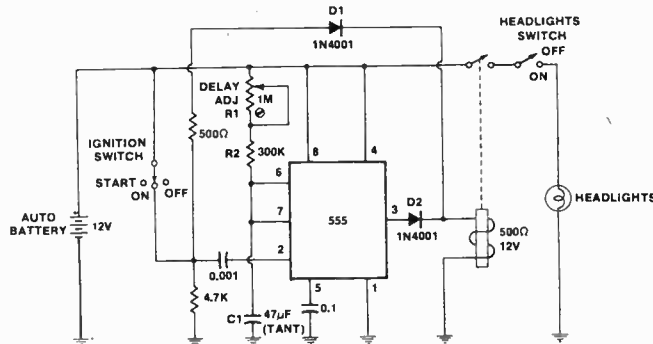 D1
1N4001
HEADLIGHTS
SWITCH
OFF
ON
DELAY
ADJ 1M
R1
500Ω
R2 300K
IGNITION
SWITCH
START OFF
ON
8
4
6
555
3
D2
1N4001
7
2
HEADLIGHTS
500Ω
12V
AUTO
BATTERY
12V
0.001
5
1
4.7K
C1 47µF
(TANT)
0.1